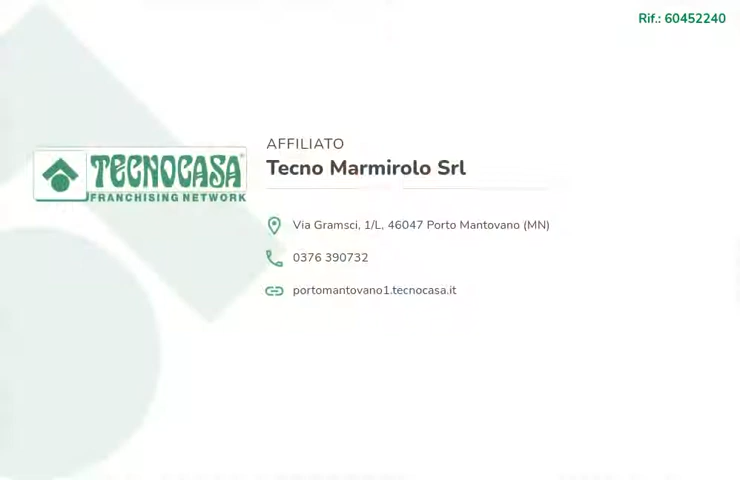 Rif.: 60452240
AFFILIATO
Tecno Marmirolo Srl
TECNOCASA®
FRANCHISING NETWORK
Via Gramsci, 1/L, 46047 Porto Mantovano (MN)
0376 390732
portomantovano1.tecnocasa.it